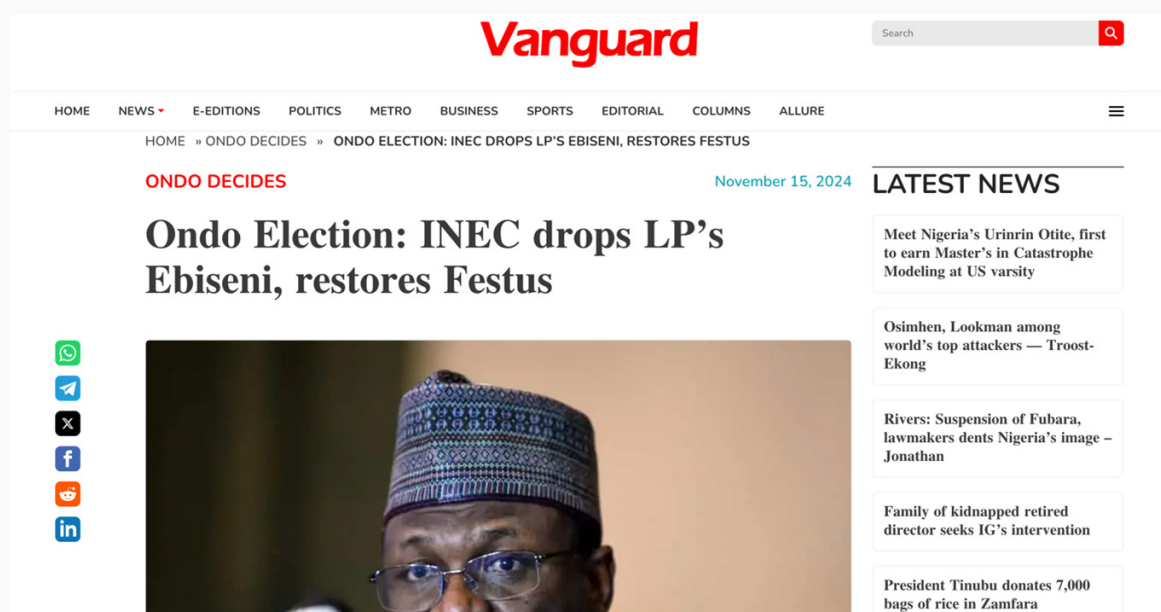 Vanguard
Search
HOME NEWS E-EDITIONS POLITICS METRO BUSINESS SPORTS EDITORIAL COLUMNS ALLURE
HOME » ONDO DECIDES » ONDO ELECTION: INEC DROPS LP’S EBISENI, RESTORES FESTUS
ONDO DECIDES
November 15, 2024
Ondo Election: INEC drops LP’s
Ebiseni, restores Festus
LATEST NEWS
Meet Nigeria’s Urinrin Otite, first
to earn Master’s in Catastrophe
Modeling at US varsity
Osimhen, Lookman among
world’s top attackers — Troost-
Ekong
Rivers: Suspension of Fubara,
lawmakers dents Nigeria’s image –
Jonathan
Family of kidnapped retired
director seeks IG’s intervention
President Tinubu donates 7,000
bags of rice in Zamfara